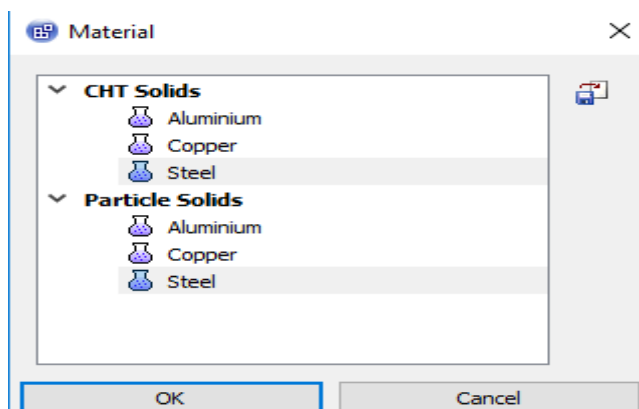 Material
CHT Solids
Aluminium
Copper
Steel
Particle Solids
Aluminium
Copper
Steel
OK Cancel